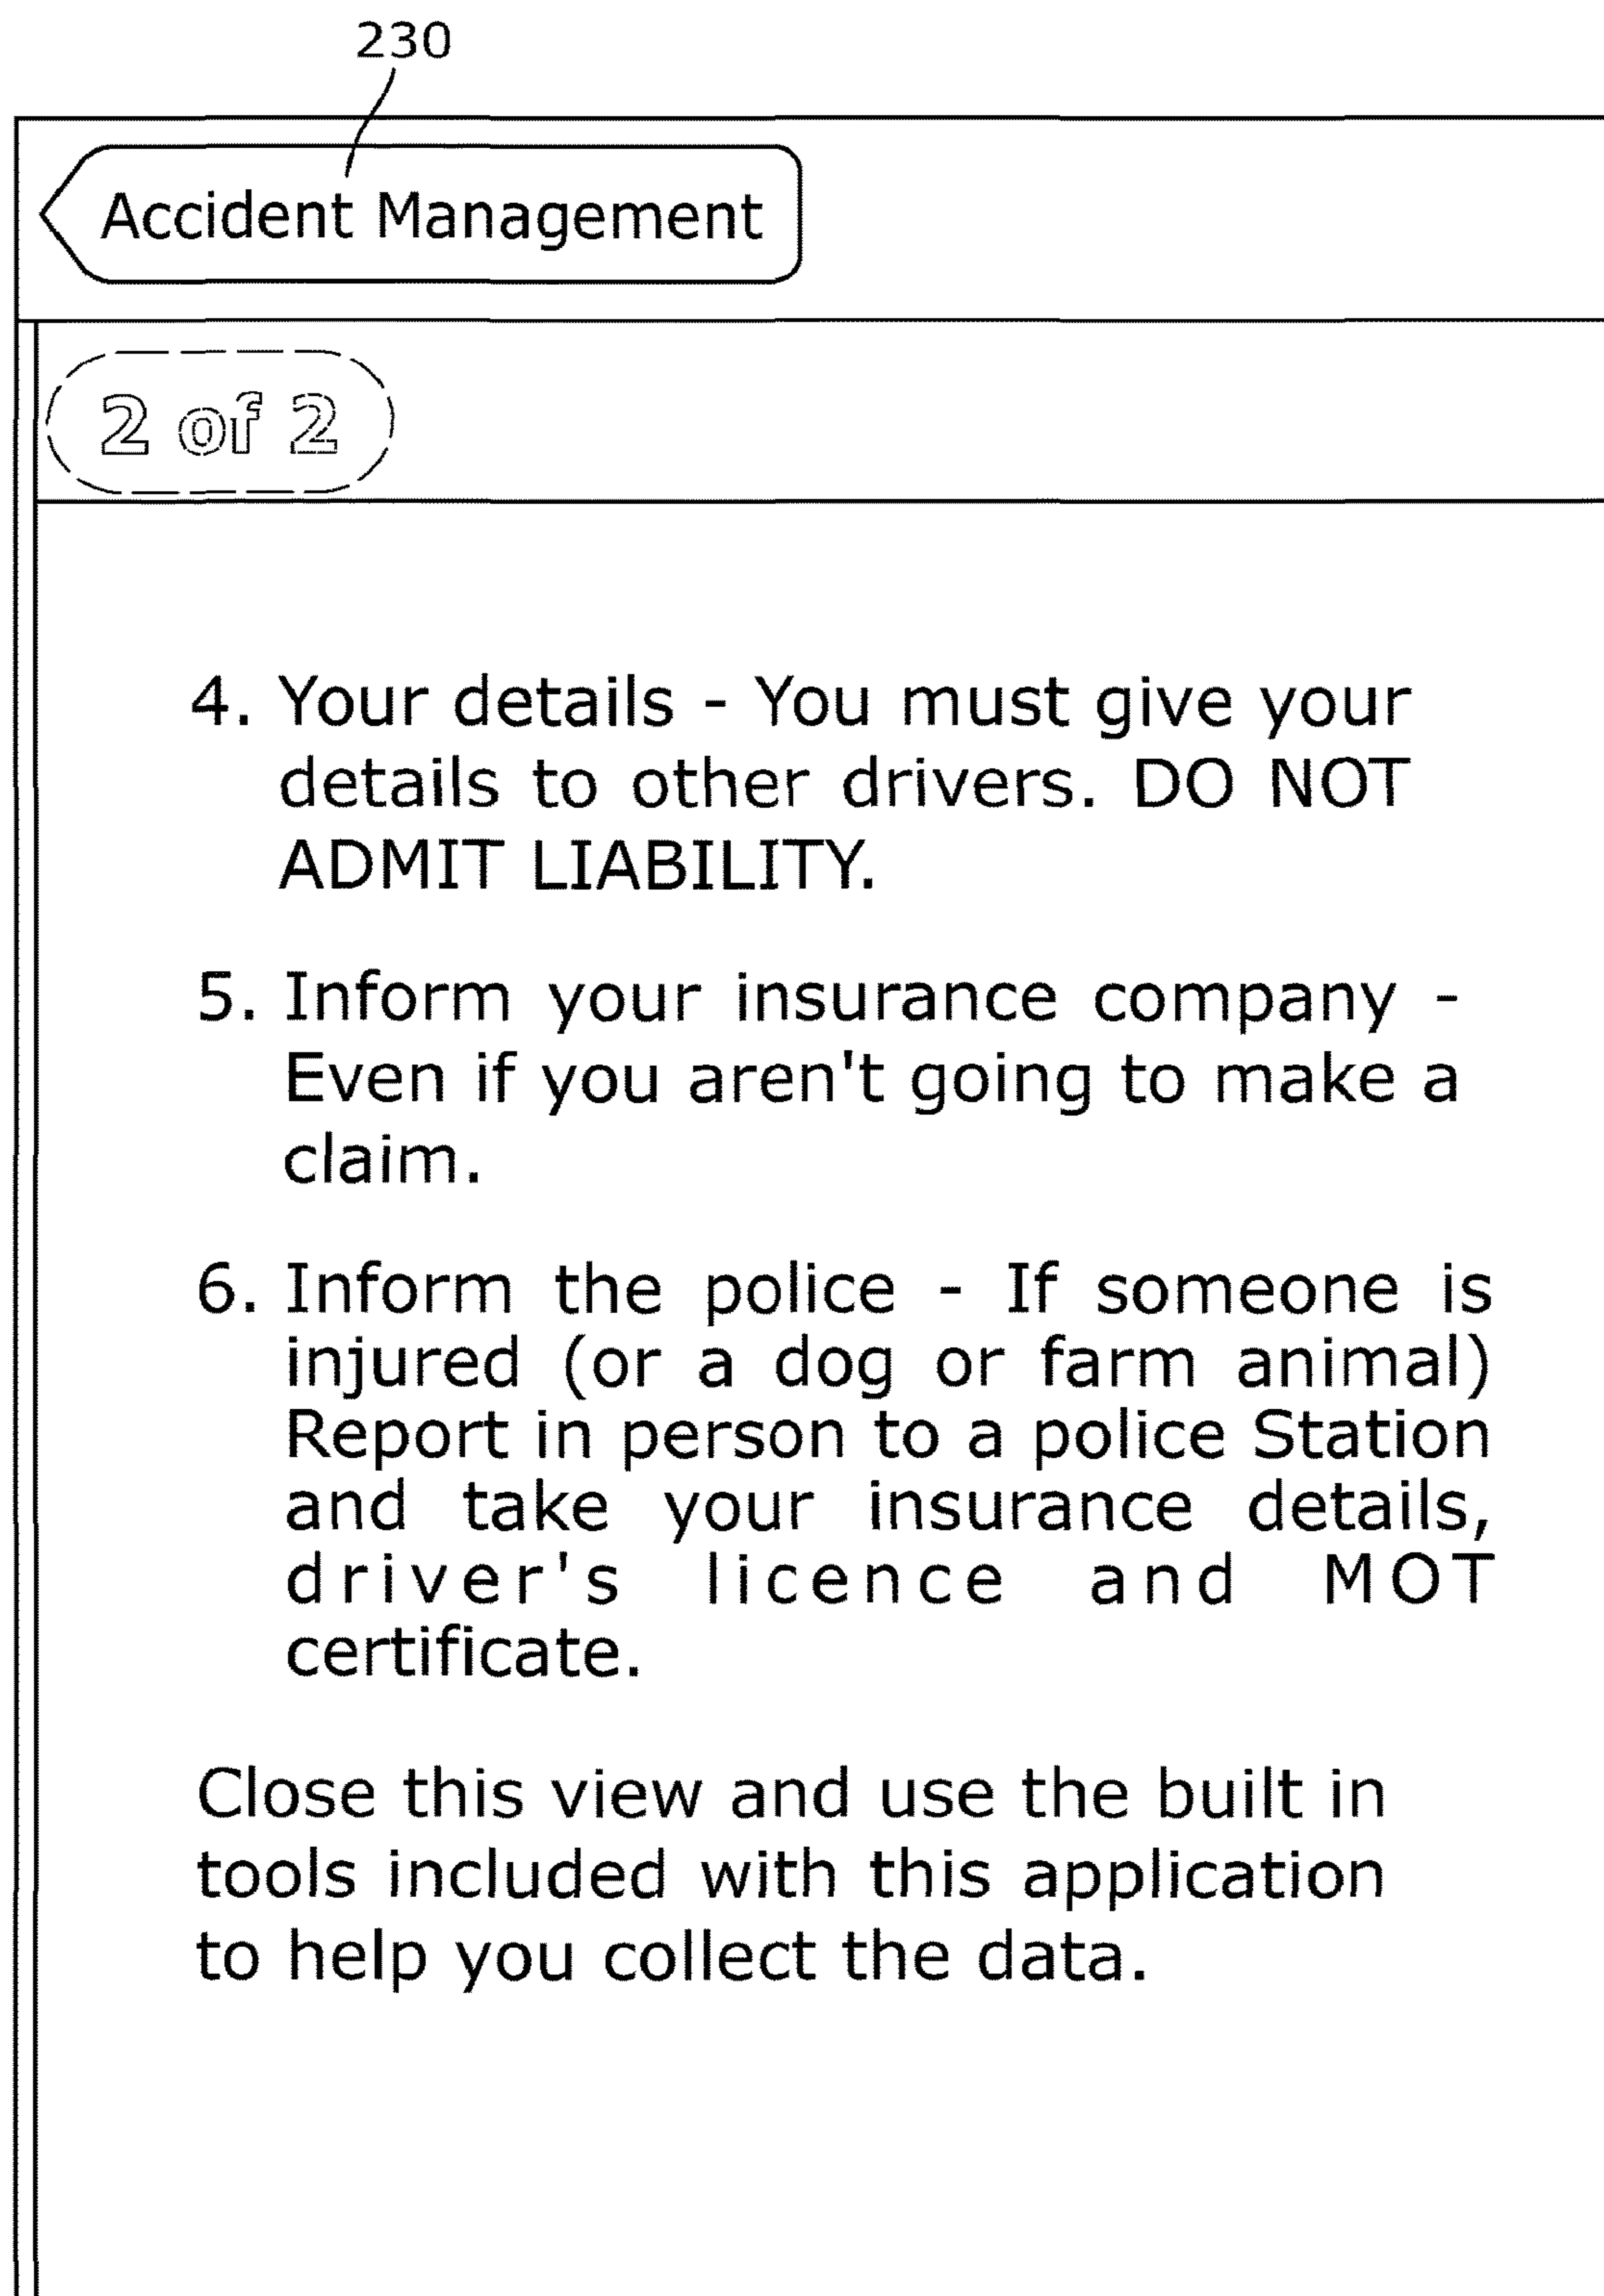 230
Accident Management
2 of 2
4. Your details - You must give your
details to other drivers. DO NOT
ADMIT LIABILITY.
5. Inform your insurance company -
Even if you aren't going to make a
claim.
6. Inform the police - If someone is
injured (or a dog or farm animal)
Report in person to a police Station
and take your insurance details,
driver's licence and MOT
certificate.
Close this view and use the built in
tools included with this application
to help you collect the data.